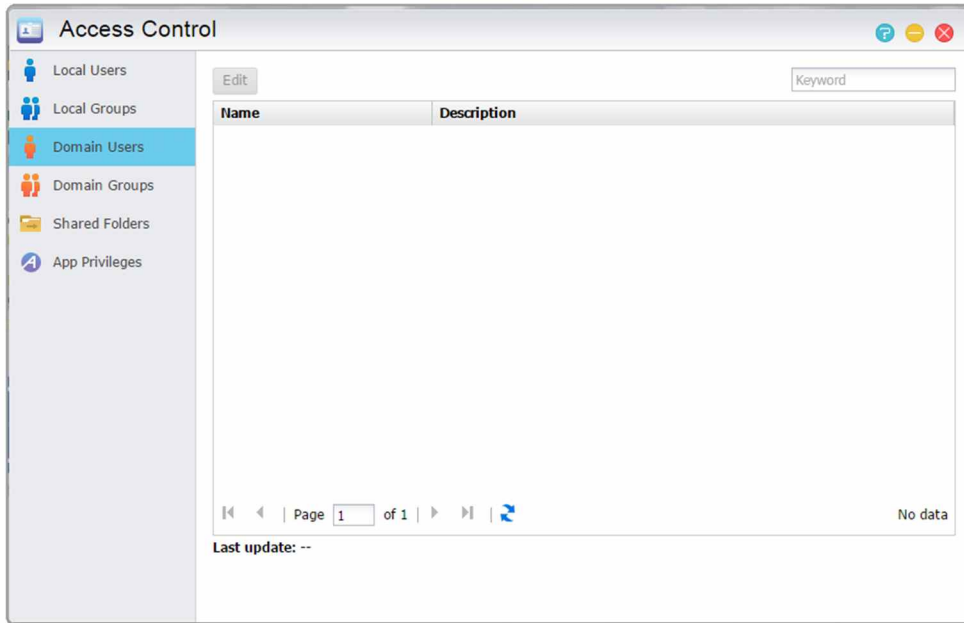 Access Control
Local Users
Local Groups
Domain Users
Domain Groups
Shared Folders
App Privileges
Edit
Keyword
Name Description
Page 1 of 1 No data
Last update: --